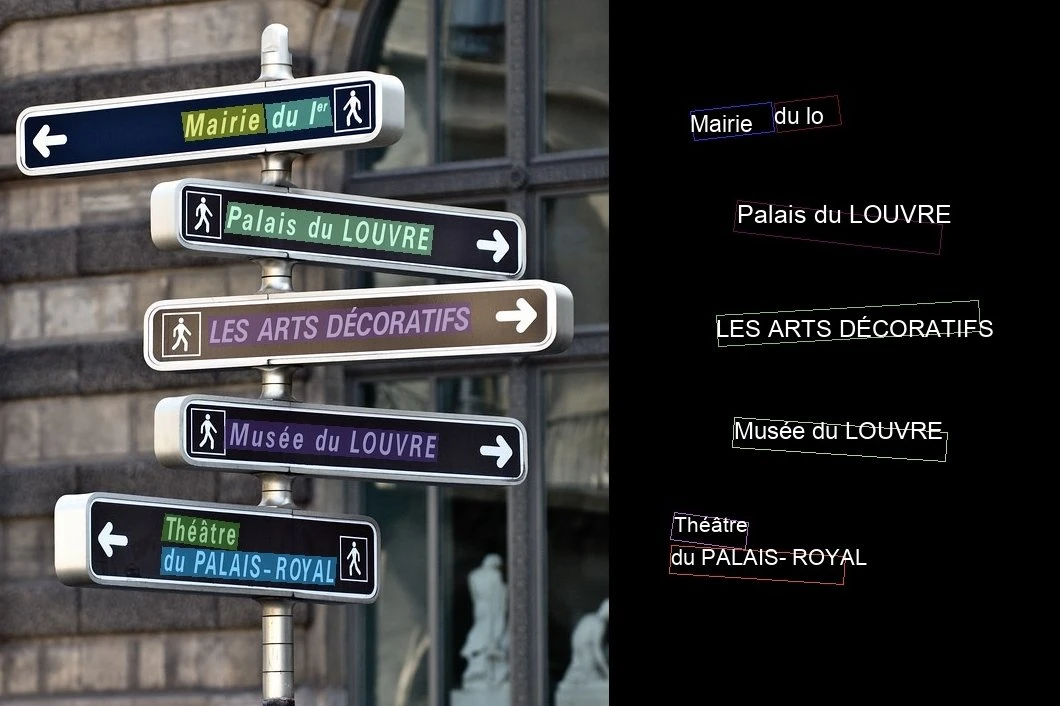 Mairie du Ier
Palais du LOUVRE
LES ARTS DÉCORATIFS
Musée du LOUVRE
Théâtre
du PALAIS-ROYAL
Mairie du lo
Palais du LOUVRE
LES ARTS DÉCORATIFS
Musée du LOUVRE
Théâtre
du PALAIS- ROYAL